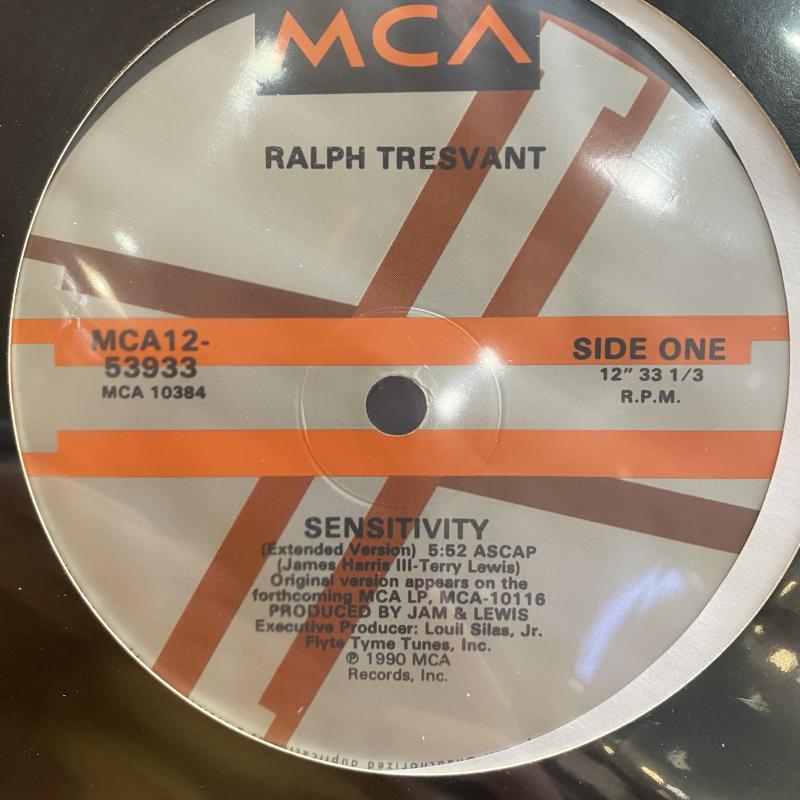 MCA
RALPH TRESVANT
MCA12-
53933
MCA 10384
SIDE ONE
12" 33 1/3
R.P.M.
SENSITIVITY
(Extended Version) 5:52 ASCAP
(James Harris III-Terry Lewis)
Original version appears on the
forthcoming MCA LP, MCA-10116
PRODUCED BY JAM & LEWIS
Executive Producer: Louil Silas, Jr.
Flyte Tyme Tunes, Inc.
℗ 1990 MCA
Records, Inc.